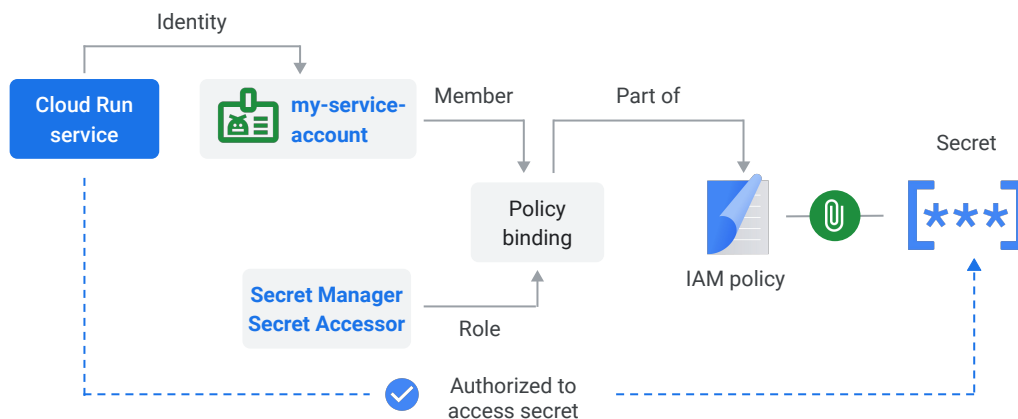 Identity
Cloud Run
service
my-service-
account
Member
Part of
Secret
Policy
binding
[***]
IAM policy
Secret Manager
Secret Accessor
Role
Authorized to
access secret